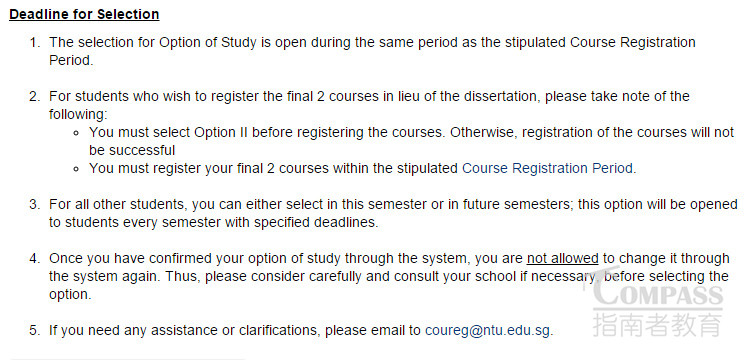 Deadline for Selection
1. The selection for Option of Study is open during the same period as the stipulated Course Registration
Period.
2. For students who wish to register the final 2 courses in lieu of the dissertation, please take note of the
following:
• You must select Option II before registering the courses. Otherwise, registration of the courses will not
be successful
• You must register your final 2 courses within the stipulated Course Registration Period.
3. For all other students, you can either select in this semester or in future semesters; this option will be opened
to students every semester with specified deadlines.
4. Once you have confirmed your option of study through the system, you are not allowed to change it through
the system again. Thus, please consider carefully and consult your school if necessary, before selecting the
option.
COMPASS
指南者教育
5. If you need any assistance or clarifications, please email to coureg@ntu.edu.sg.